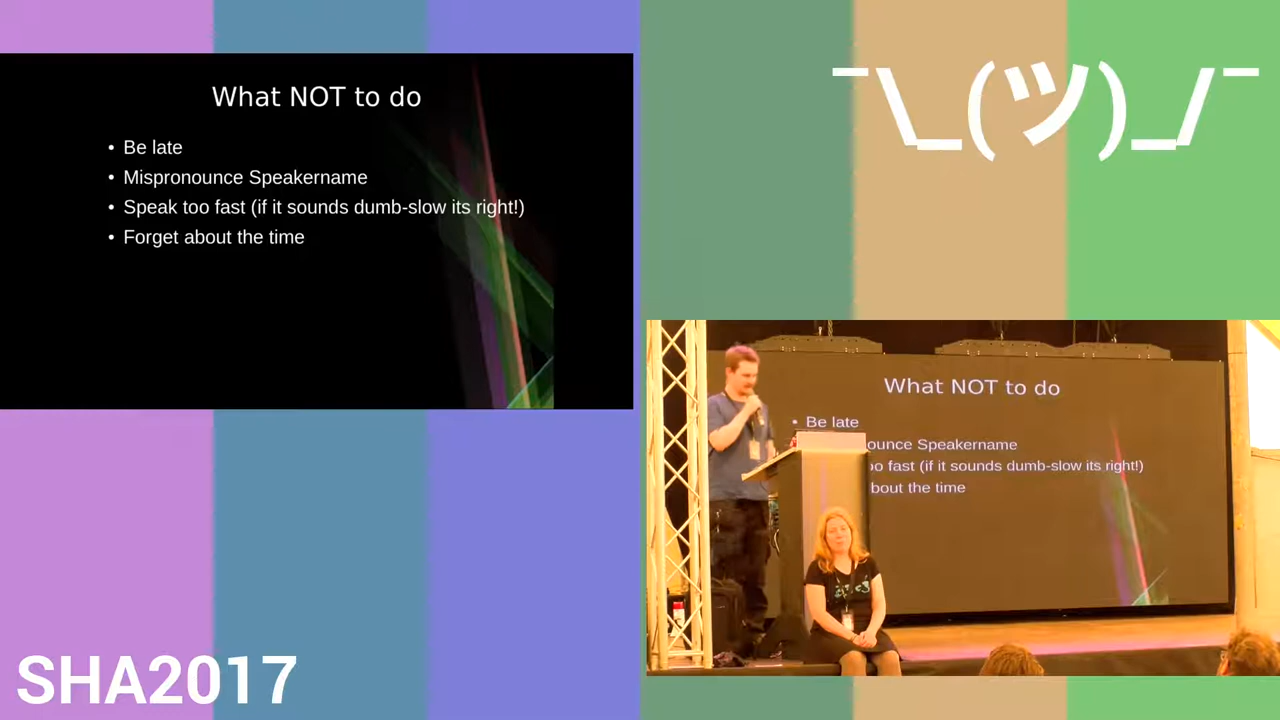 What NOT to do
• Be late
• Mispronounce Speakername
• Speak too fast (if it sounds dumb-slow its right!)
• Forget about the time
¯\_(ツ)_/¯
What NOT to do
• Be late
ounce Speakername
oo fast (if it sounds dumb-slow its right!)
bout the time
SHA2017